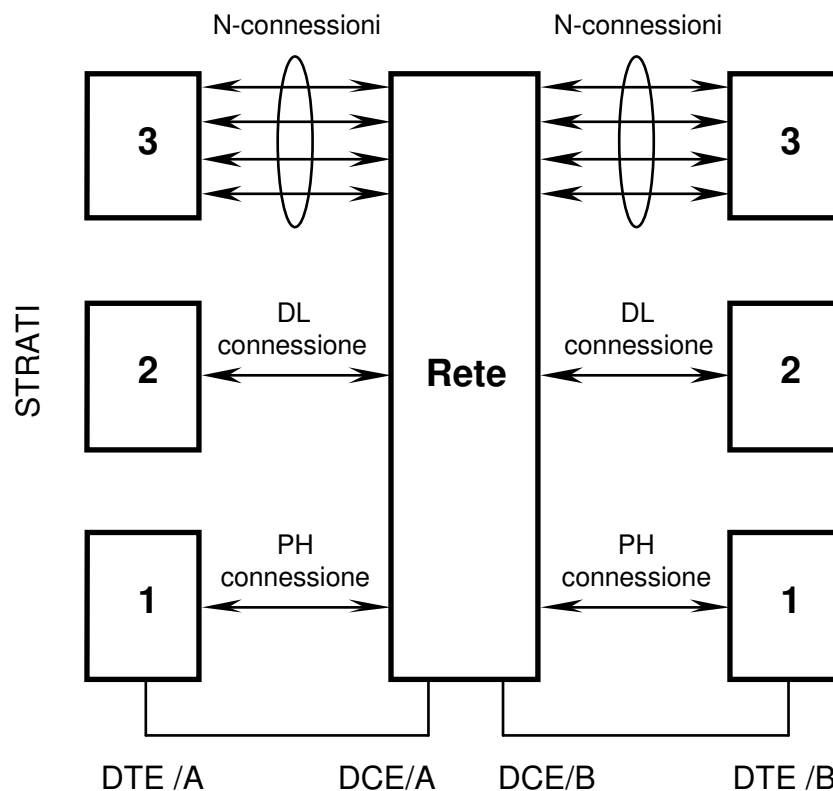 N-connessioni
N-connessioni
3
3
STRATI
DL
connessione
DL
connessione
2
Rete
2
PH
connessione
PH
connessione
1
1
DTE /A
DCE/A
DCE/B
DTE /B